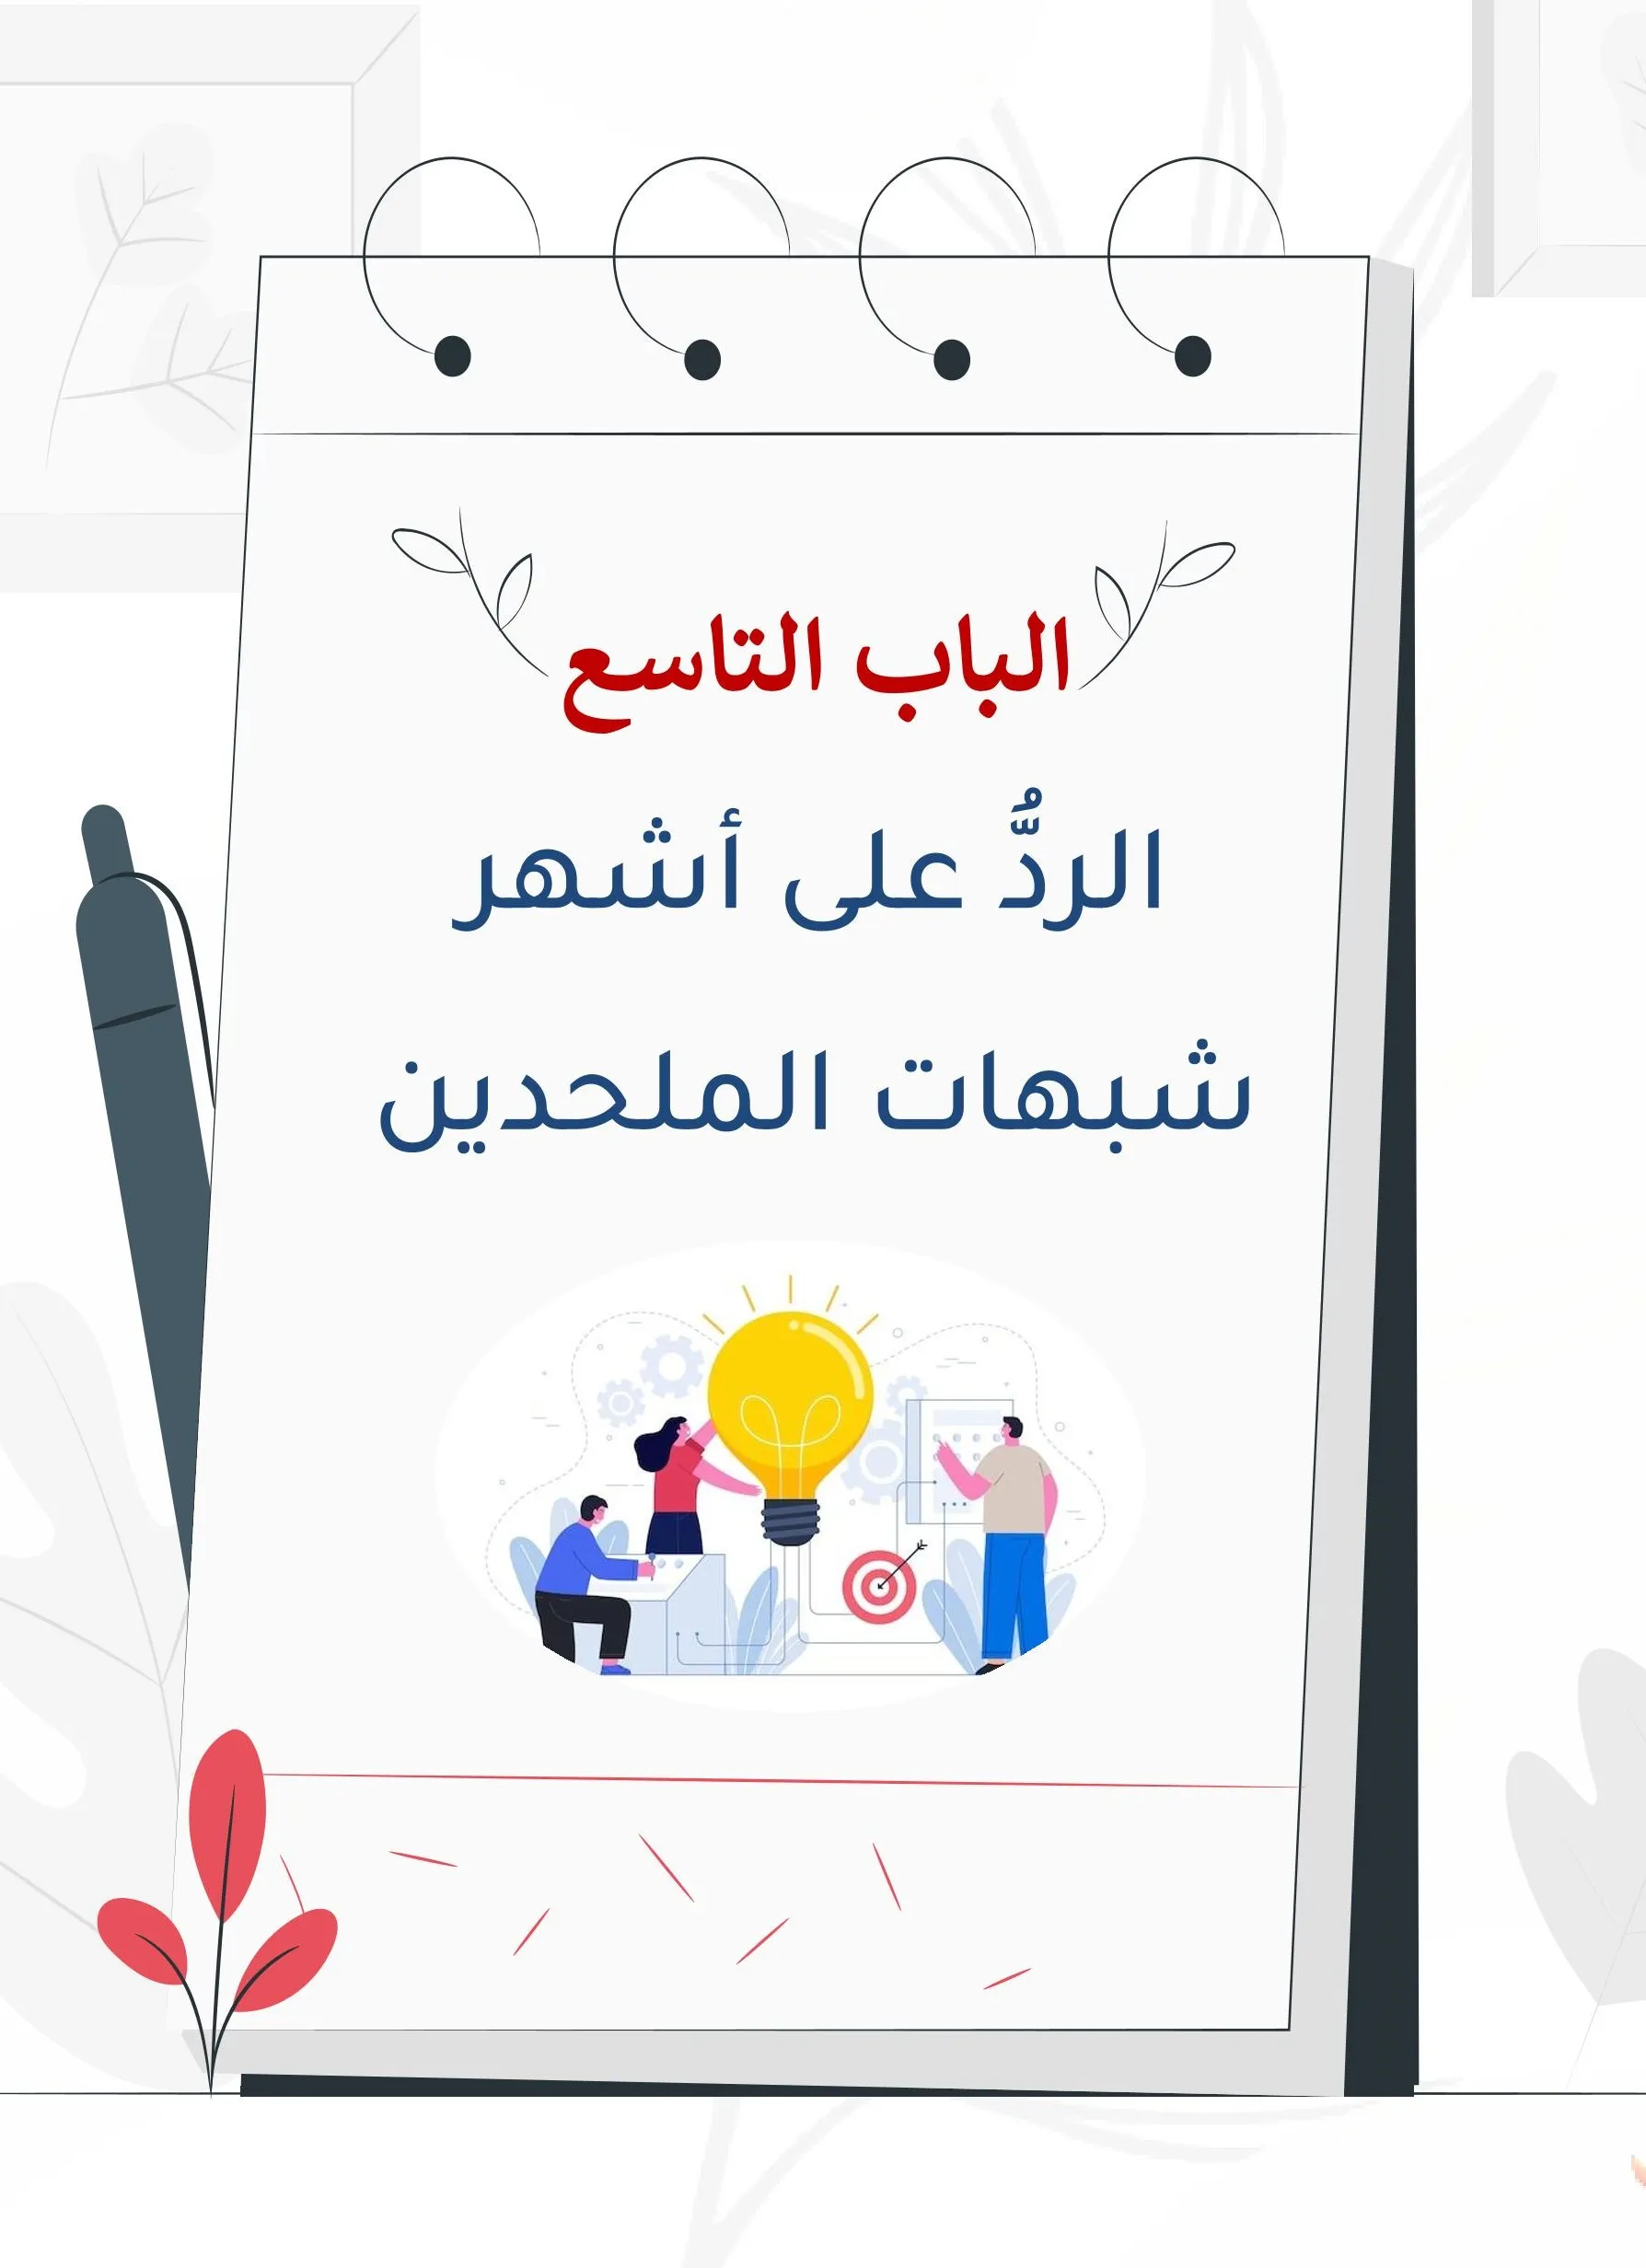 الباب التاسع
الردُّ على أشهر
شبهات الملحدين